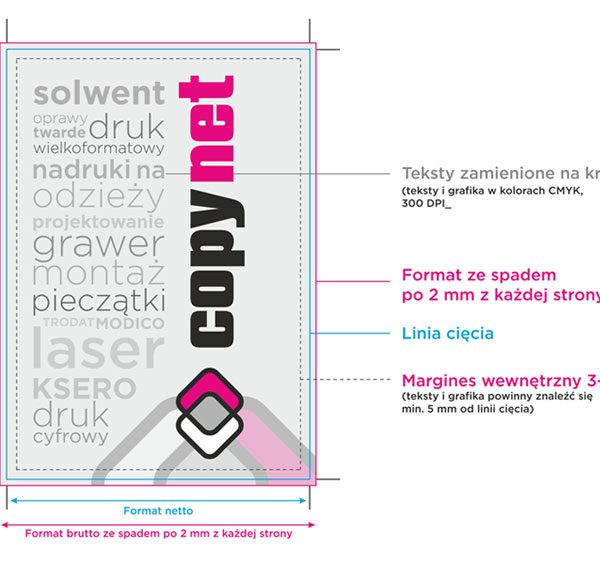 solwent
oprawy
twarde druk
wielkoformatowy
nadruki na
odzieży
projektowanie
grawer
montaż
pieczątki
TRODAT MODICO
laser
KSERO
druk
cyfrowy
copynet
Teksty zamienione na kr
(teksty i grafika w kolorach CMYK,
300 DPI_
Format ze spadem
po 2 mm z każdej strony
Linia cięcia
Margines wewnętrzny 3-
(teksty i grafika powinny znaleźć się
min. 5 mm od linii cięcia)
Format netto
Format brutto ze spadem po 2 mm z każdej strony